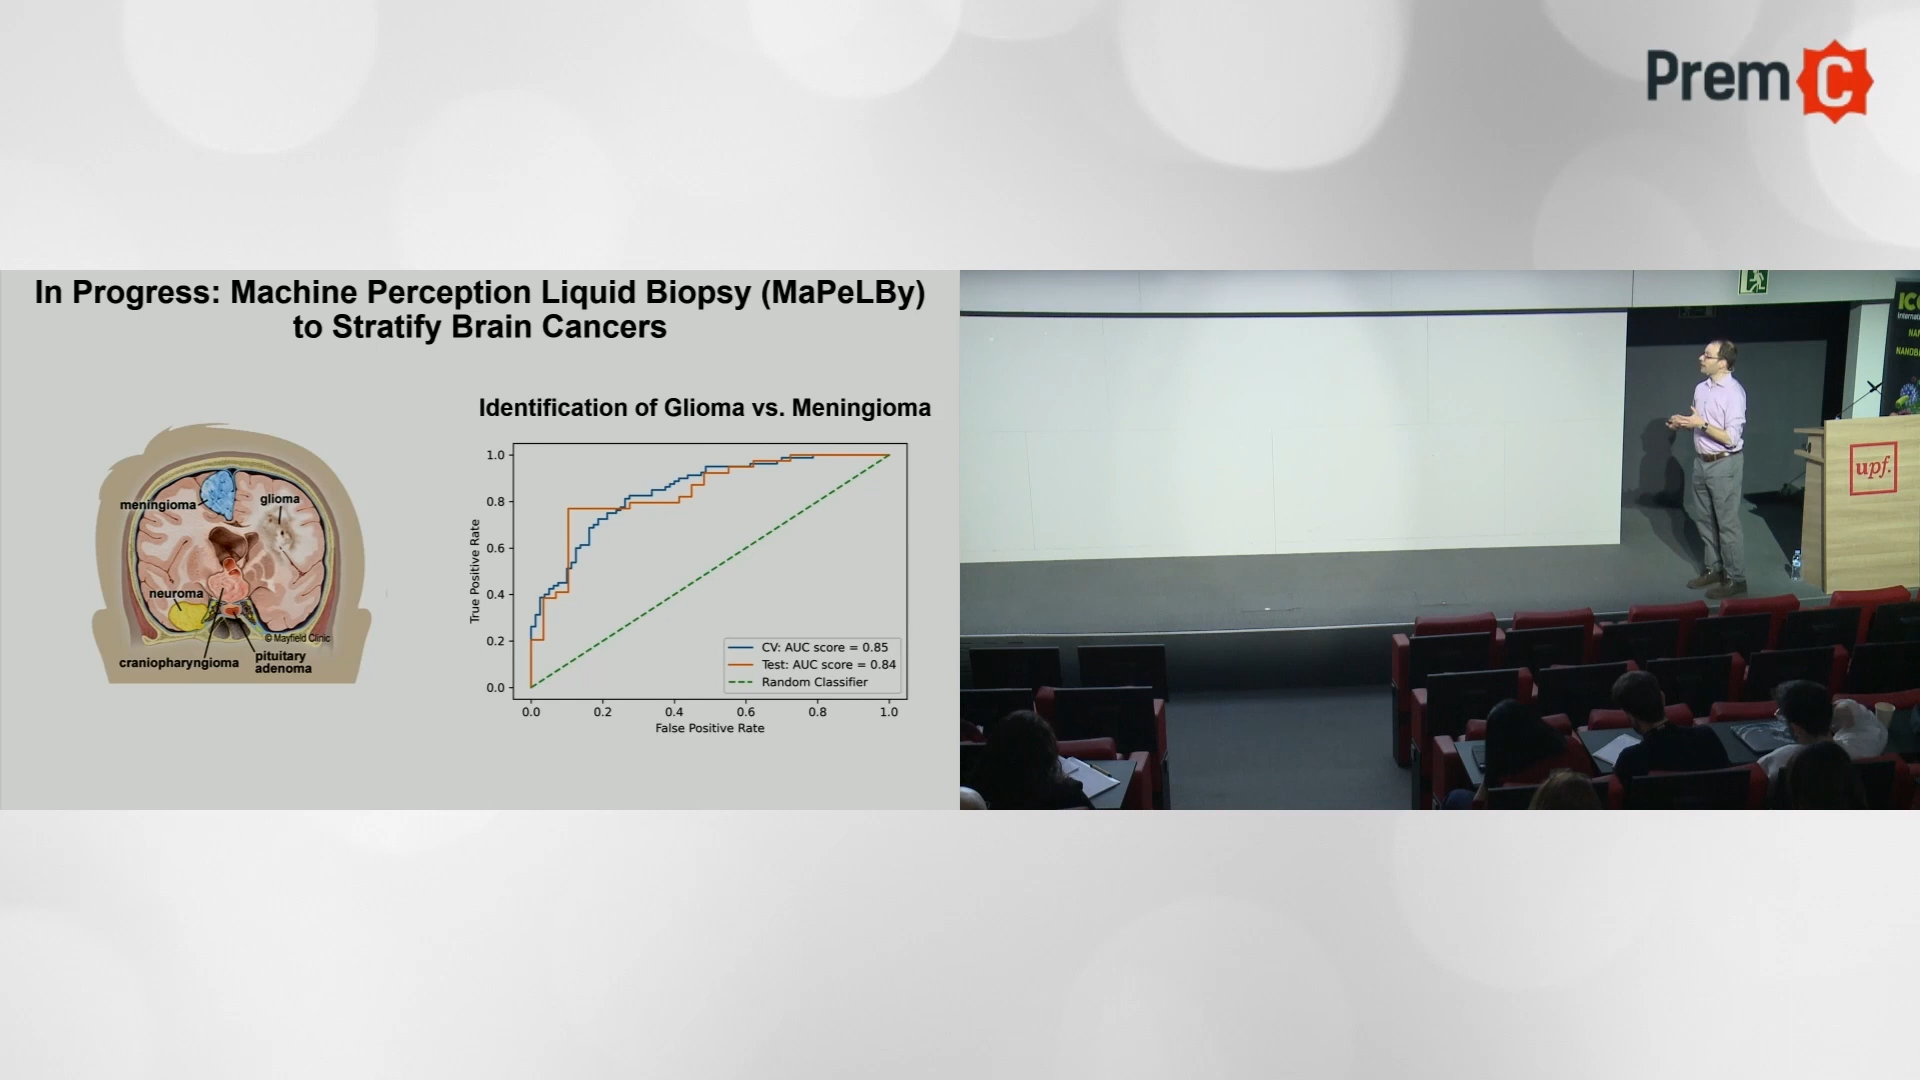 Prem C
In Progress: Machine Perception Liquid Biopsy (MaPeLBy)
to Stratify Brain Cancers
Identification of Glioma vs. Meningioma
meningioma
glioma
neuroma
© Mayfield Clinic
craniopharyngioma
pituitary
adenoma
True Positive Rate
1.0
0.8
0.6
0.4
0.2
0.0
CV: AUC score = 0.85
Test: AUC score = 0.84
Random Classifier
0.0 0.2 0.4 0.6 0.8 1.0
False Positive Rate
upf.